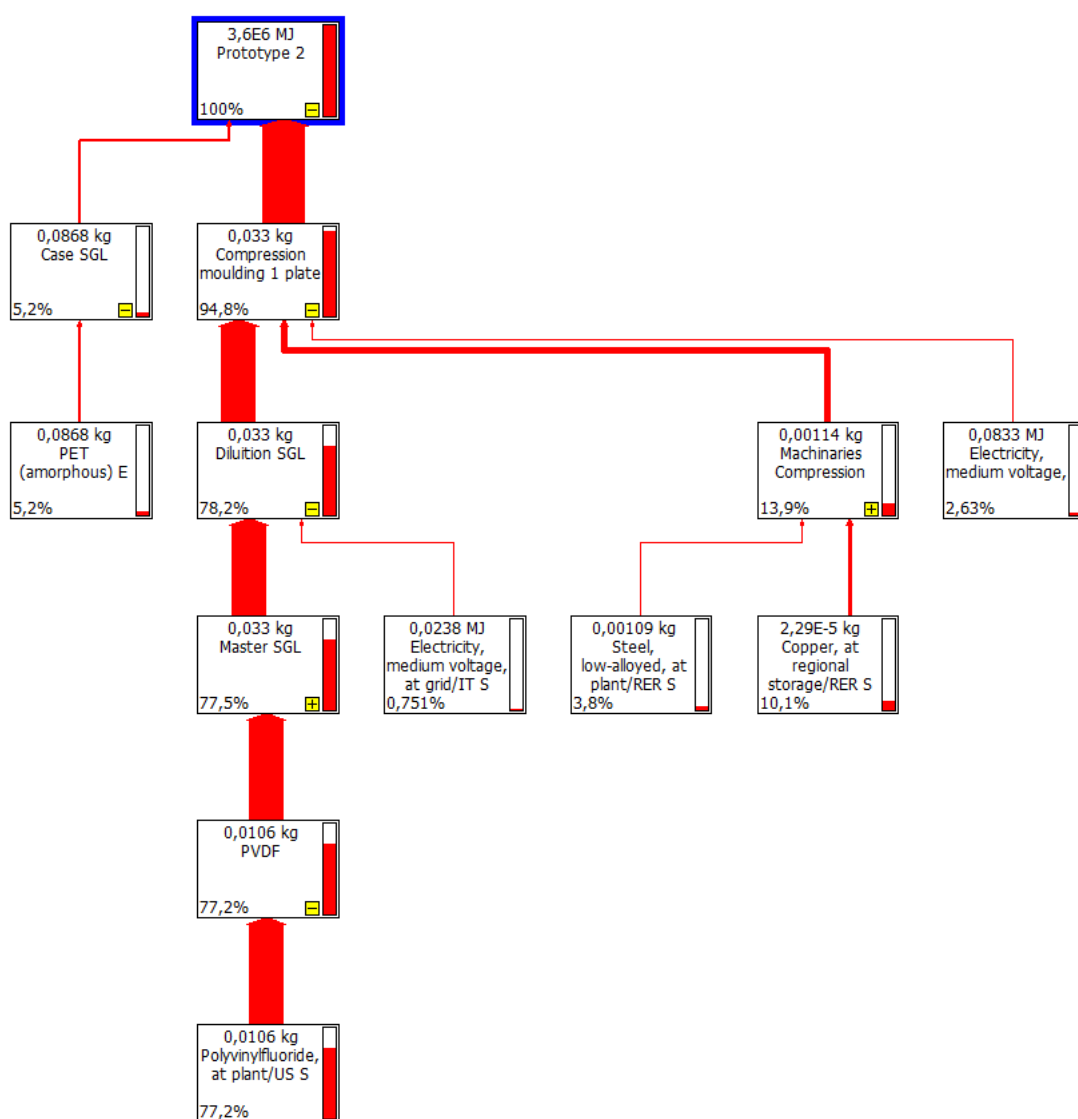 3,6E6 MJ
Prototype 2
100%
0,0868 kg
Case SGL
5,2%
0,033 kg
Compression
moulding 1 plate
94,8%
0,0868 kg
PET
(amorphous) E
5,2%
0,033 kg
Diluition SGL
78,2%
0,00114 kg
Machinaries
Compression
13,9%
0,0833 MJ
Electricity,
medium voltage,
2,63%
0,033 kg
Master SGL
77,5%
0,0238 MJ
Electricity,
medium voltage,
at grid/IT S
0,751%
0,00109 kg
Steel,
low-alloyed, at
plant/RER S
3,8%
2,29E-5 kg
Copper, at
regional
storage/RER S
10,1%
0,0106 kg
PVDF
77,2%
0,0106 kg
Polyvinylfluoride,
at plant/US S
77,2%